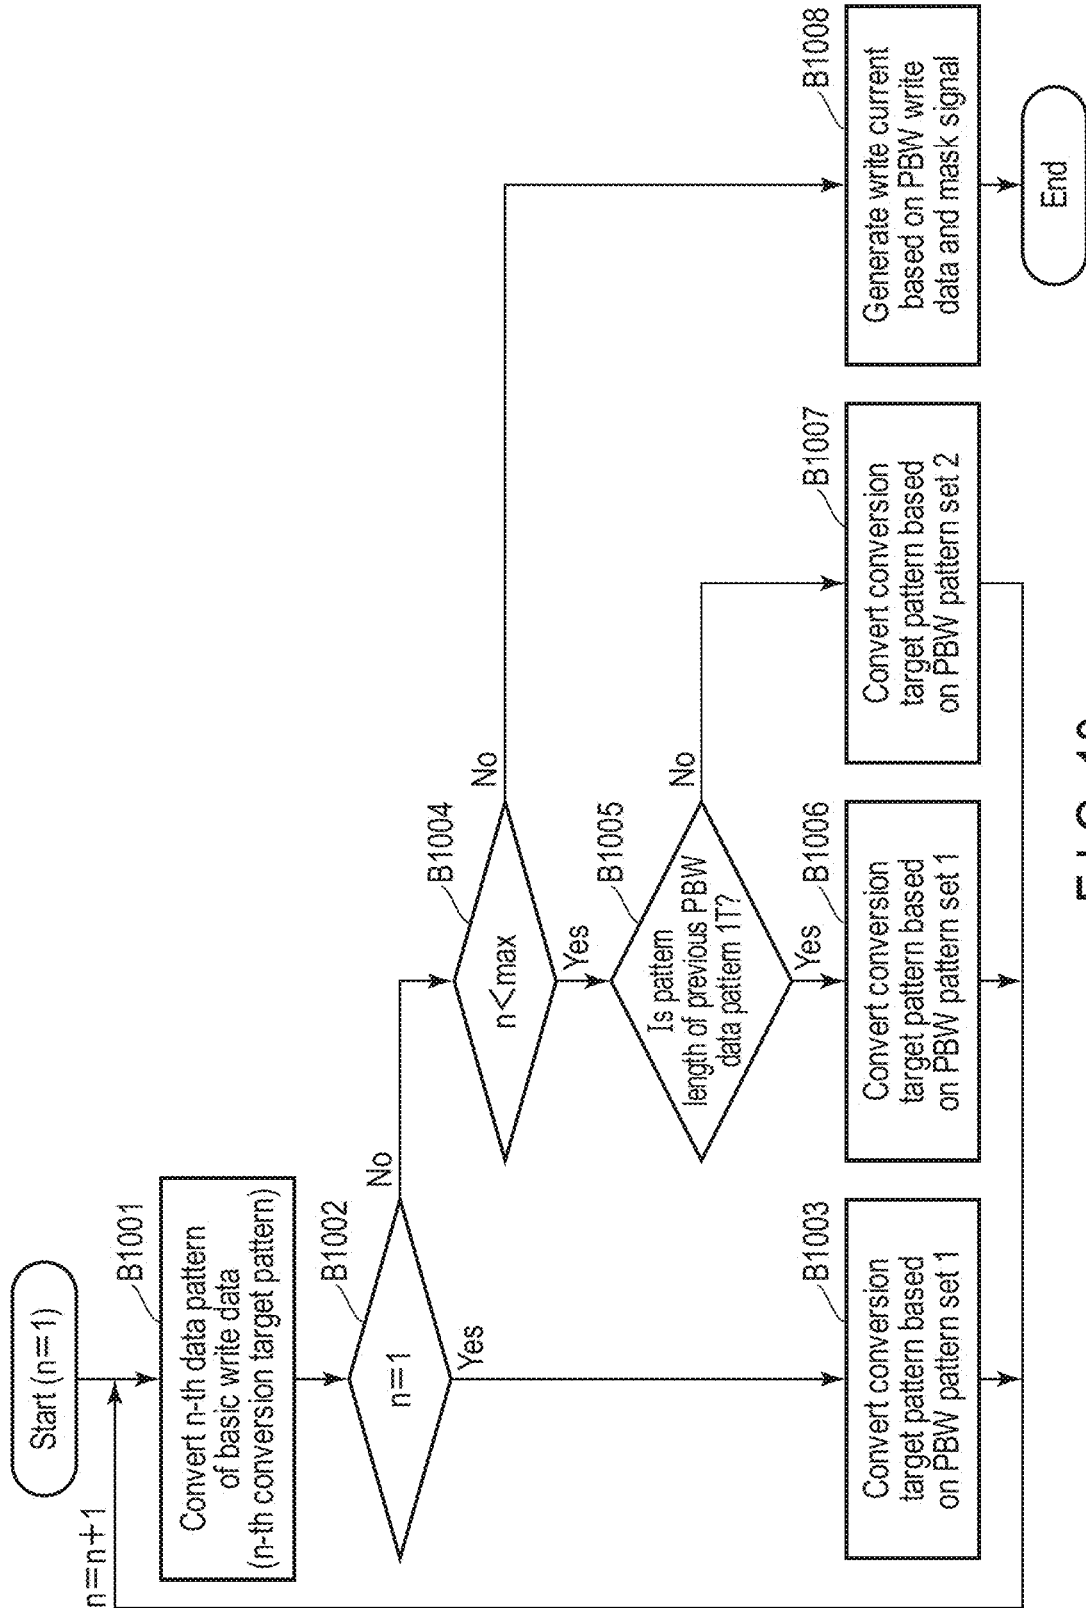 Start (n=1)
n=n+1
B1001
Convert n-th data pattern
of basic write data
(n-th conversion target pattern)
B1002
n=1
No
Yes
B1004
n<max
No
Yes
B1005
Is pattern
length of previous PBW
data pattern 1T?
No
Yes
B1003
Convert conversion
target pattern based
on PBW pattern set 1
B1006
Convert conversion
target pattern based
on PBW pattern set 1
B1007
Convert conversion
target pattern based
on PBW pattern set 2
B1008
Generate write current
based on PBW write
data and mask signal
End